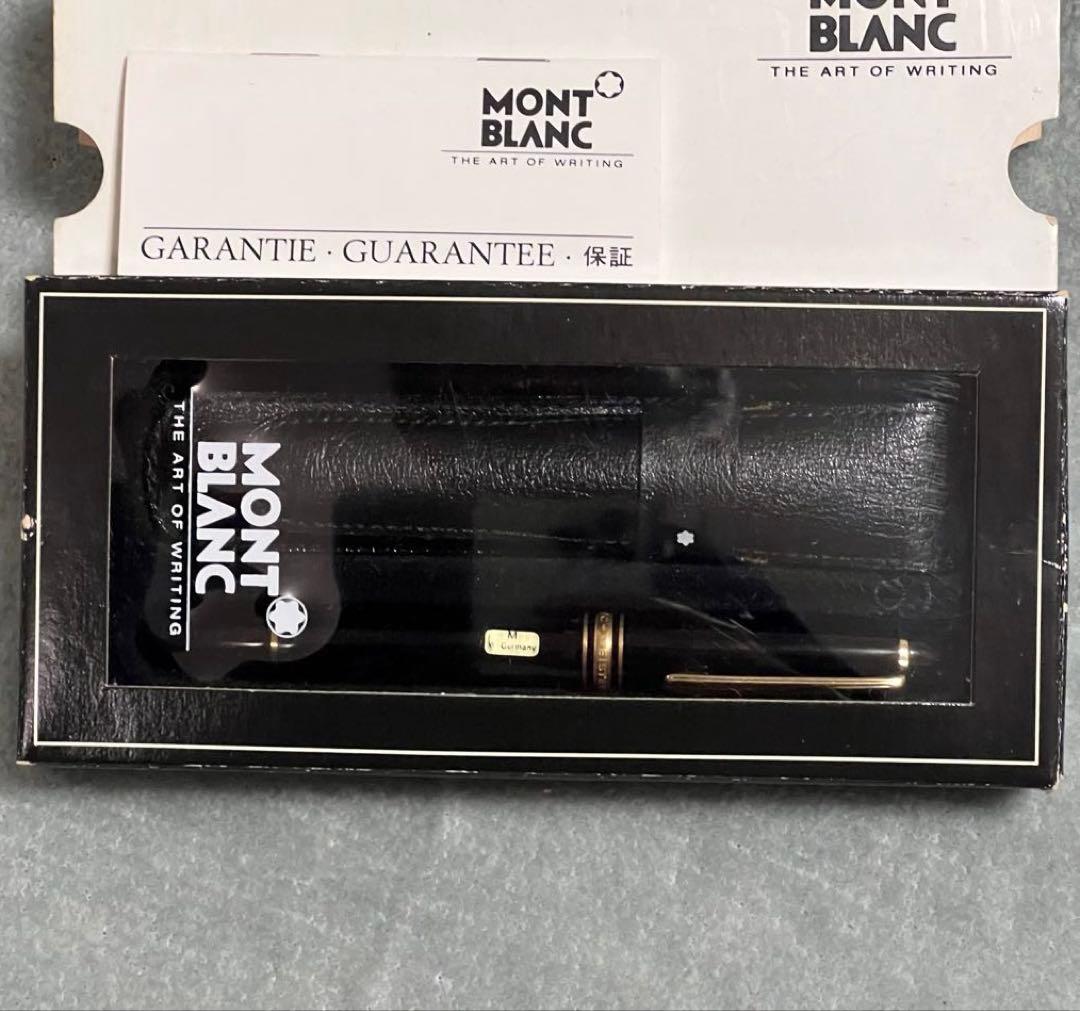 MONT
BLANC
THE ART OF WRITING
MONT
BLANC
THE ART OF WRITING
GARANTIE · GUARANTEE · 保証
MONT
BLANC
THE ART OF WRITING
M
Germany